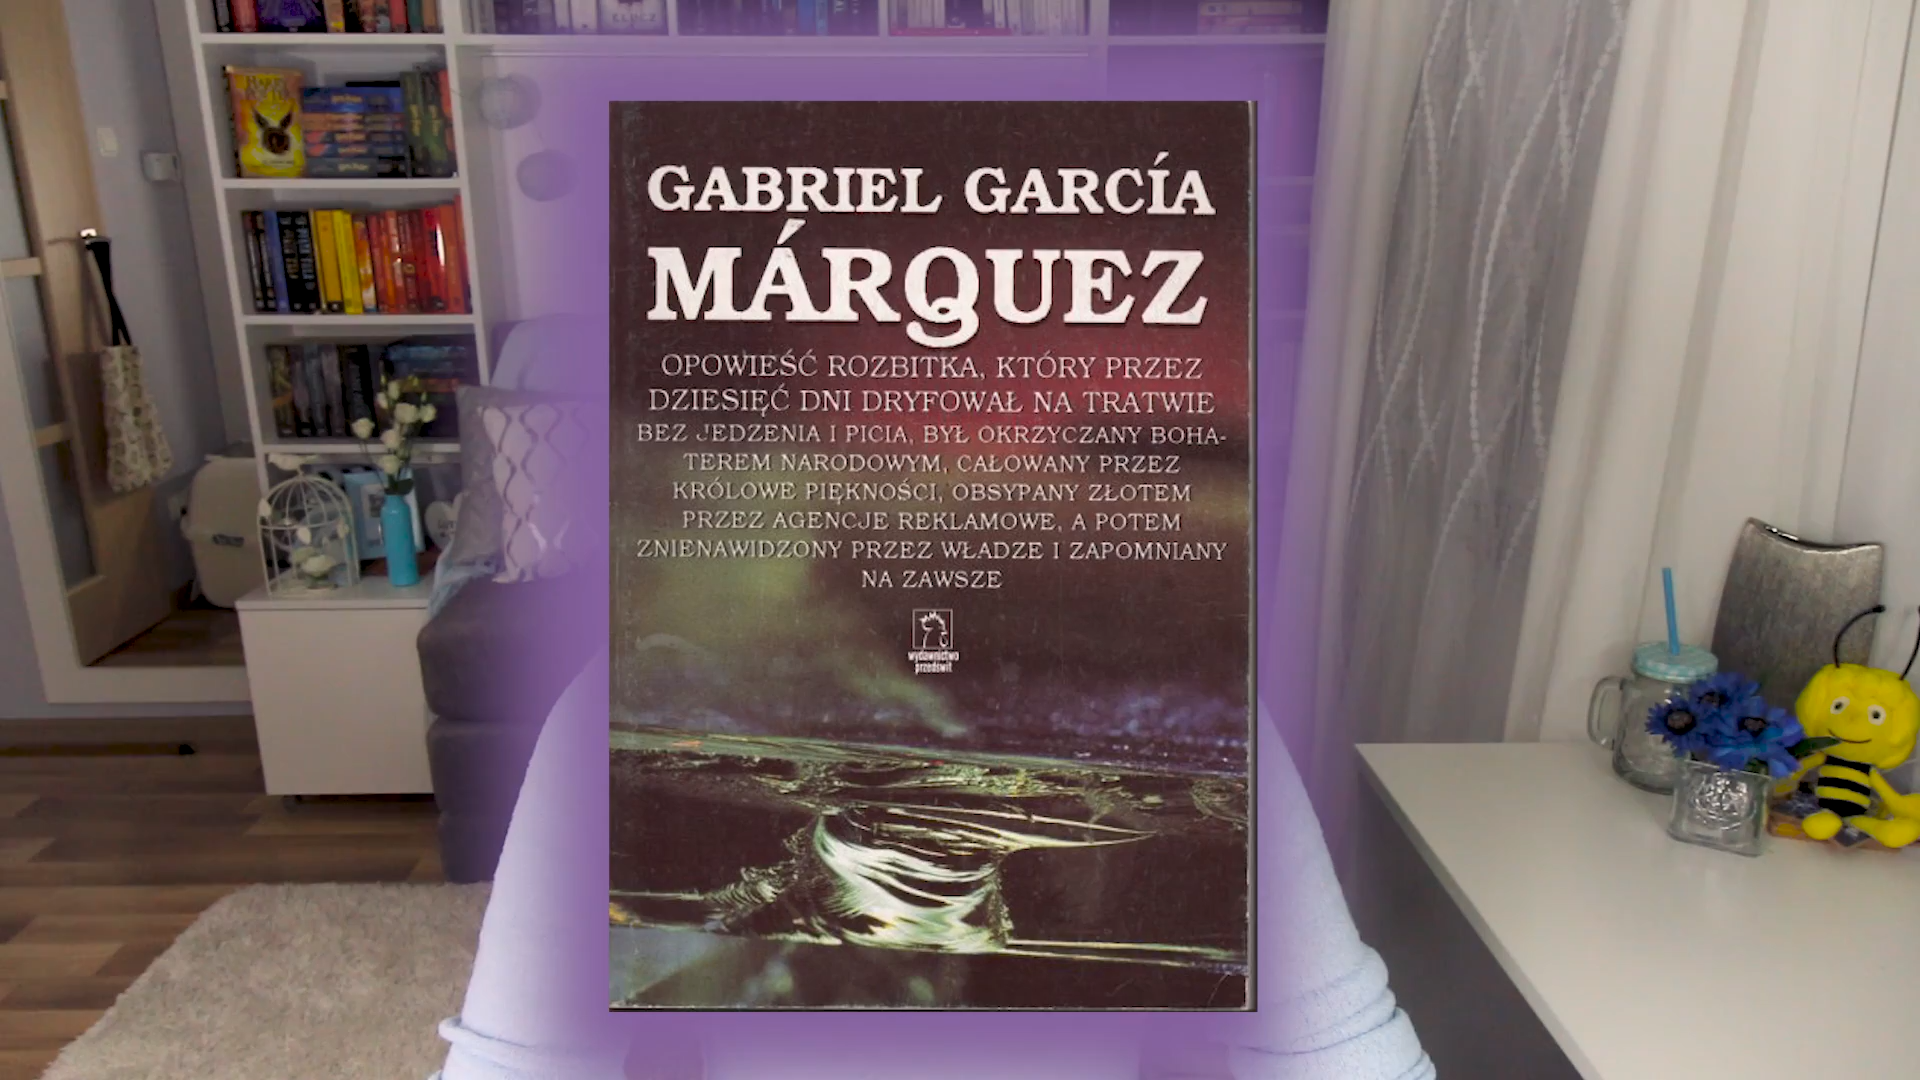 GABRIEL GARCÍA
MÁRQUEZ
OPOWIEŚĆ ROZBITKA, KTÓRY PRZEZ
DZIESIĘĆ DNI DRYFOWAŁ NA TRATWIE
BEZ JEDZENIA I PICIA, BYŁ OKRZYCZANY BOHA-
TEREM NARODOWYM, CAŁOWANY PRZEZ
KRÓLOWE PIĘKNOŚCI, OBSYPANY ZŁOTEM
PRZEZ AGENCJE REKLAMOWE, A POTEM
ZNIENAWIDZONY PRZEZ WŁADZE I ZAPOMNIANY
NA ZAWSZE
wydawnictwo
przedświt